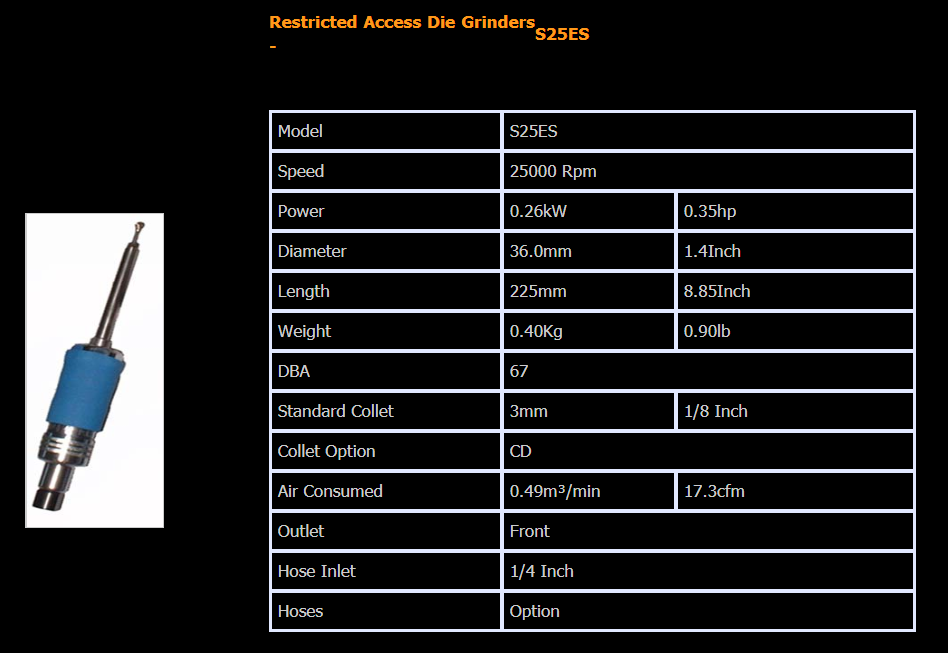 Restricted Access Die Grinders
- S25ES
Model S25ES
Speed 25000 Rpm
Power 0.26kW 0.35hp
Diameter 36.0mm 1.4Inch
Length 225mm 8.85Inch
Weight 0.40Kg 0.90lb
DBA 67
Standard Collet 3mm 1/8 Inch
Collet Option CD
Air Consumed 0.49m³/min 17.3cfm
Outlet Front
Hose Inlet 1/4 Inch
Hoses Option